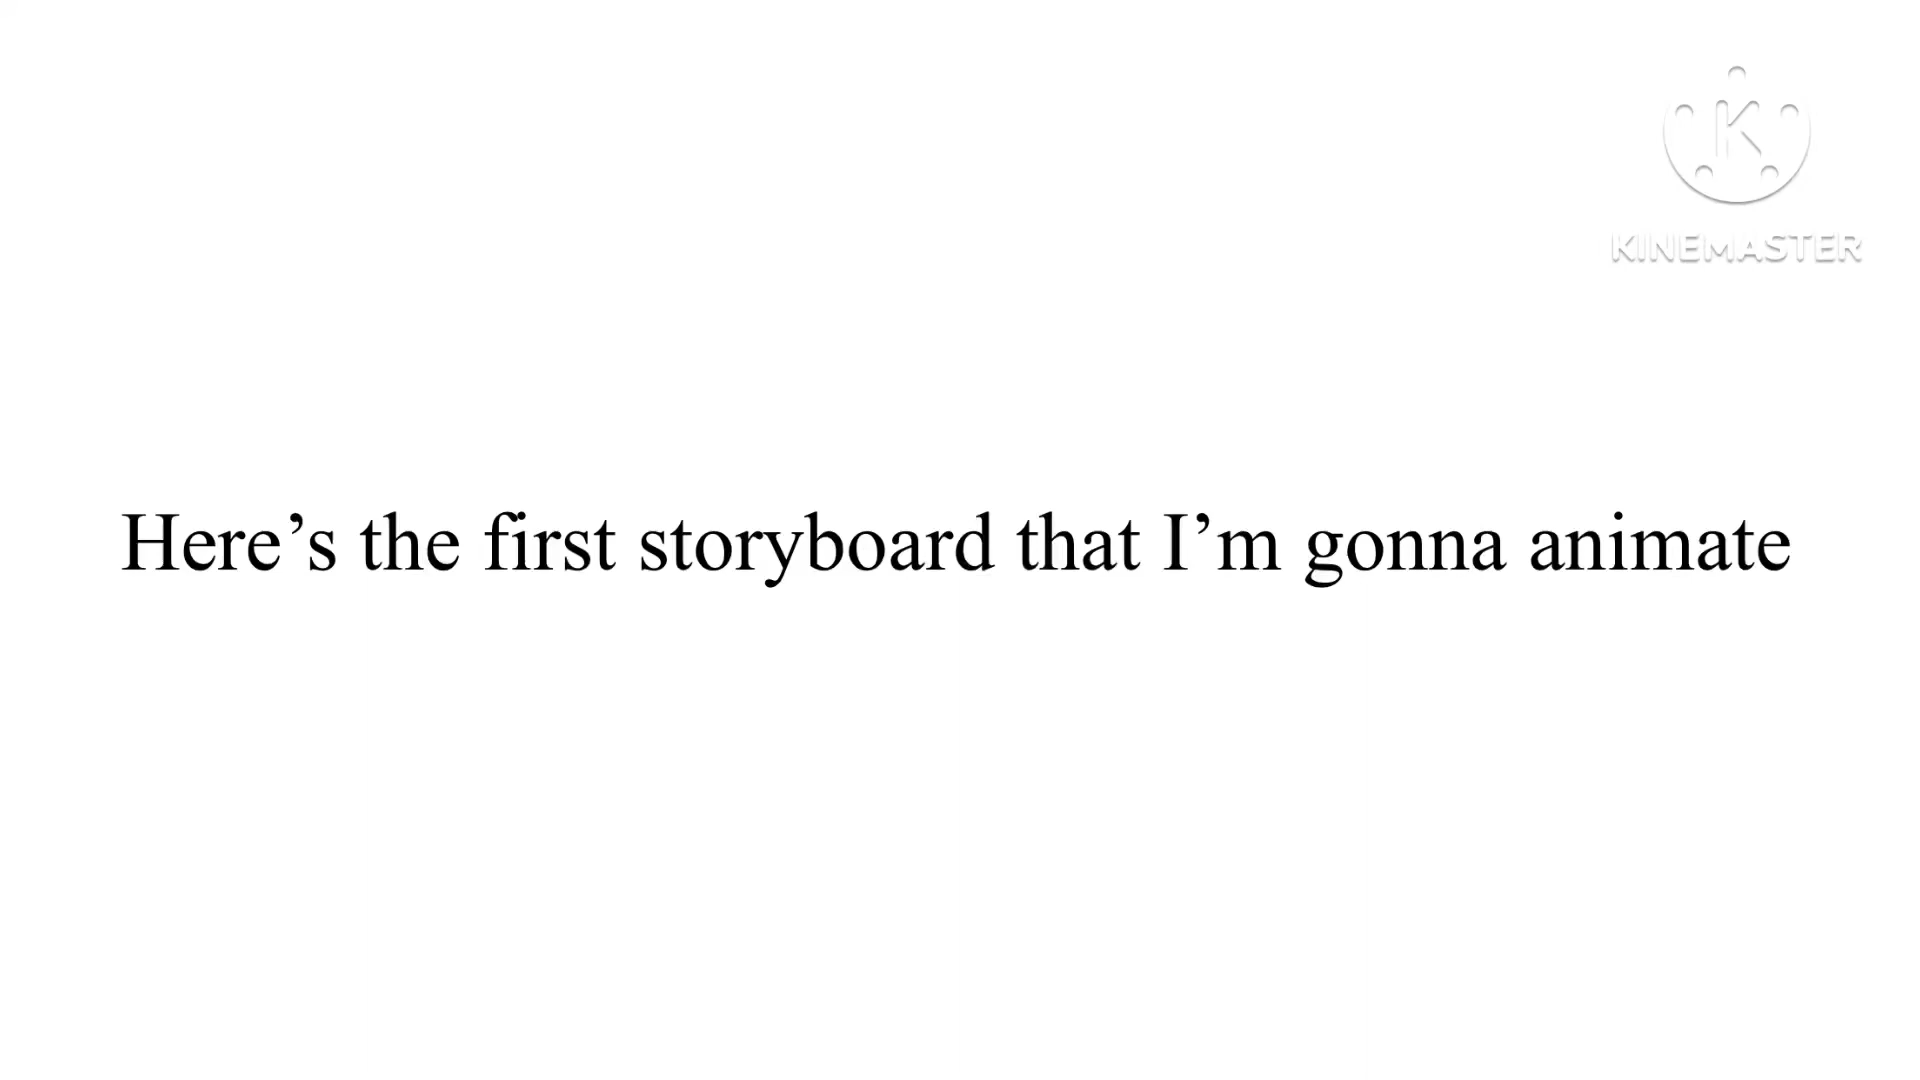 K
KINEMASTER
Here’s the first storyboard that I’m gonna animate